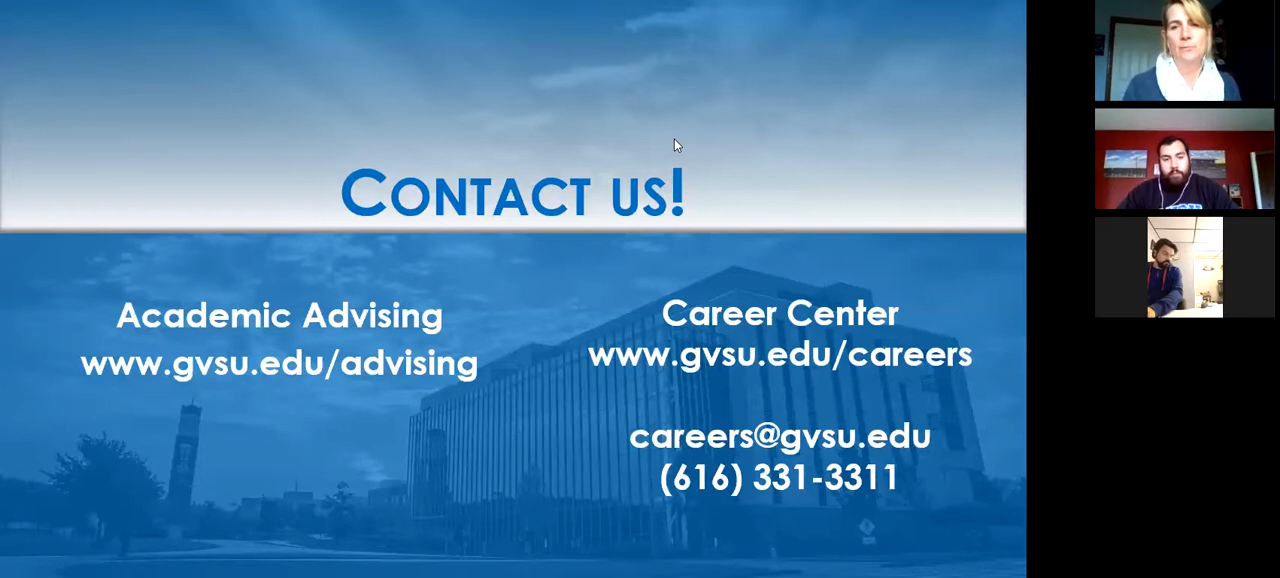 CONTACT US!
Academic Advising
www.gvsu.edu/advising
Career Center
www.gvsu.edu/careers
careers@gvsu.edu
(616) 331-3311